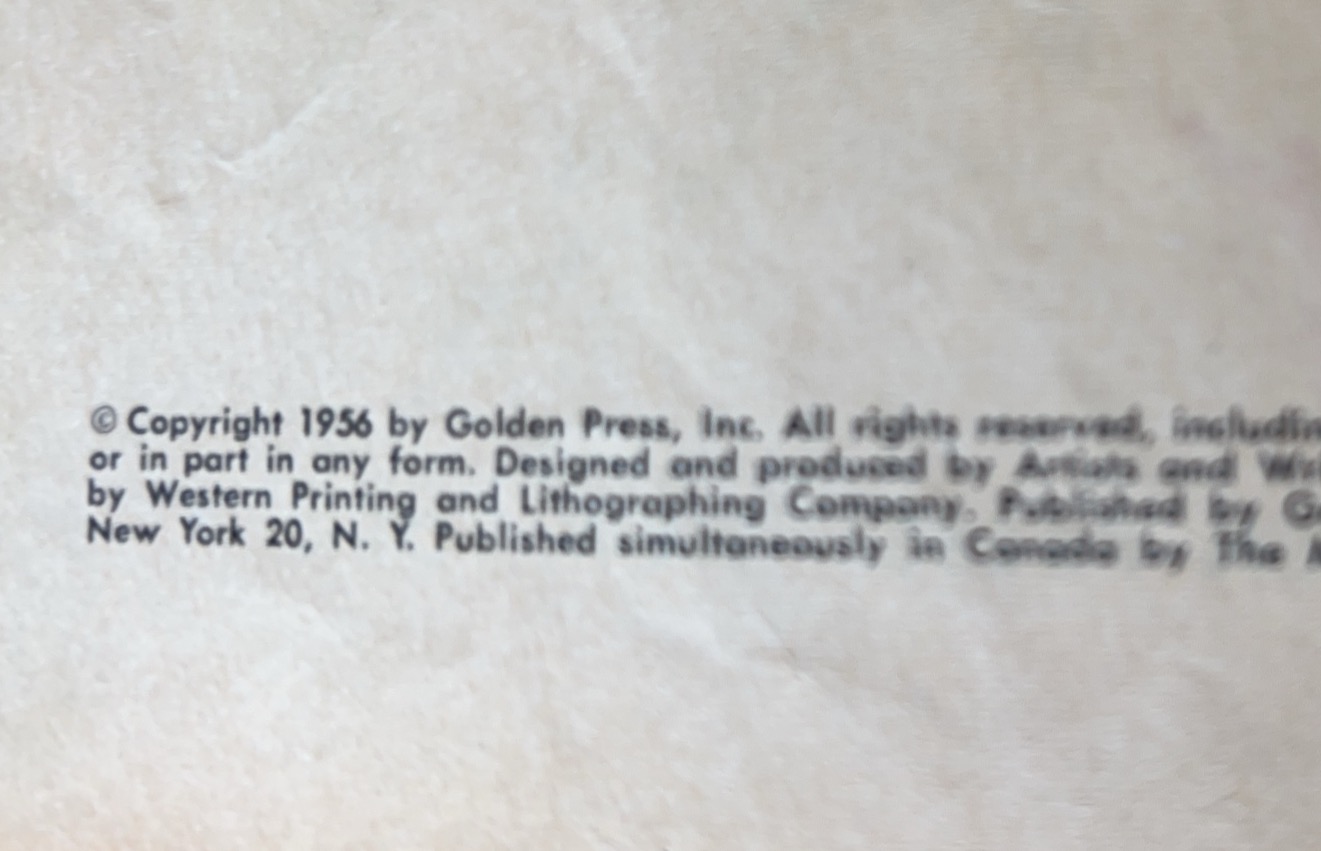 © Copyright 1956 by Golden Press, Inc. All rights reserved,
or in part in any form. Designed and produced by Artists and
by Western Printing and Lithographing Company. Published by
New York 20, N. Y. Published simultaneously in Canada by The